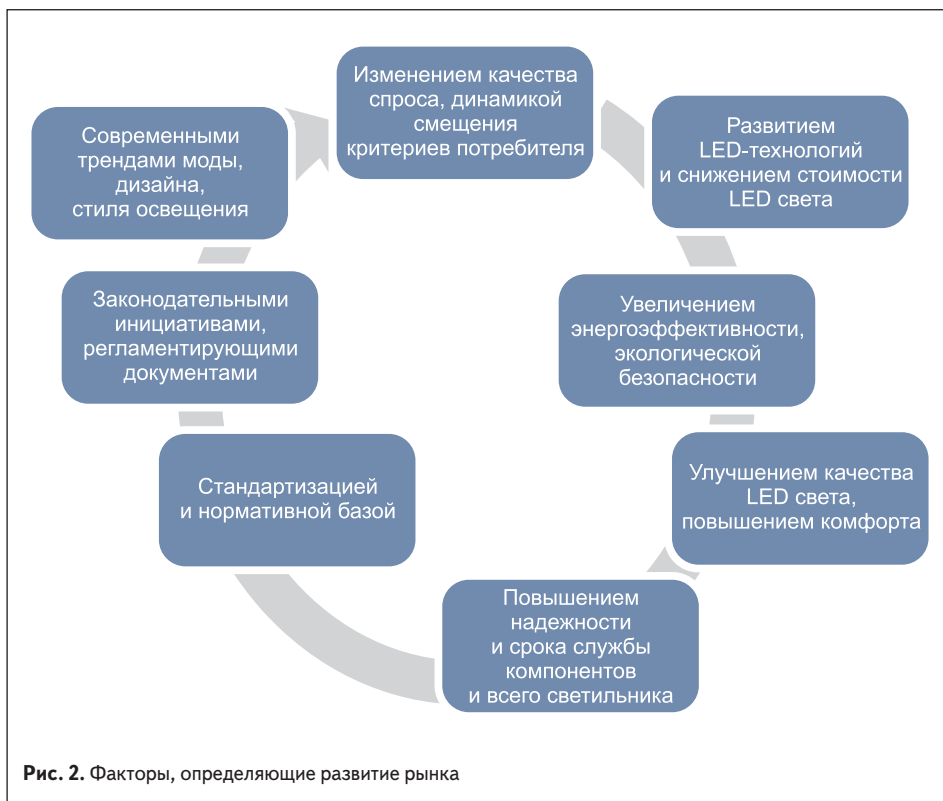 Изменением качества
спроса, динамикой
смещения
критериев потребителя
Развитием
LED-технологий
и снижением стоимости
LED света
Увеличением
энергоэффективности,
экологической
безопасности
Улучшением качества
LED света,
повышением комфорта
Повышением
надежности
и срока службы
компонентов
и всего светильника
Стандартизацией
и нормативной базой
Законодательными
инициативами,
регламентирующими
документами
Современными
трендами моды,
дизайна,
стиля освещения
Рис. 2. Факторы, определяющие развитие рынка